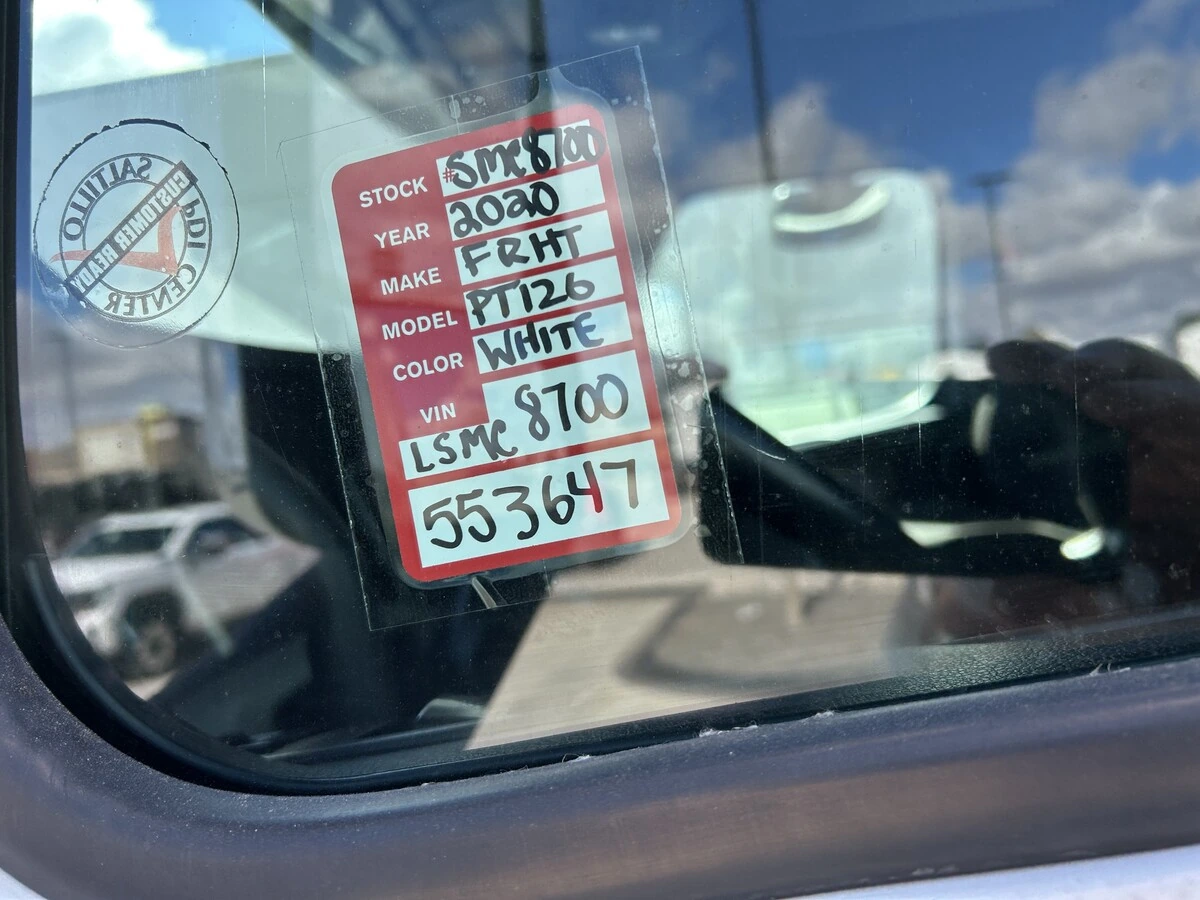 STOCK #SMC8700
YEAR 2020
MAKE FRHT
MODEL PT126
COLOR WHITE
VIN
LSMC 8700
553647
SALTILLO
CUSTOMER READY
PDI CENTER